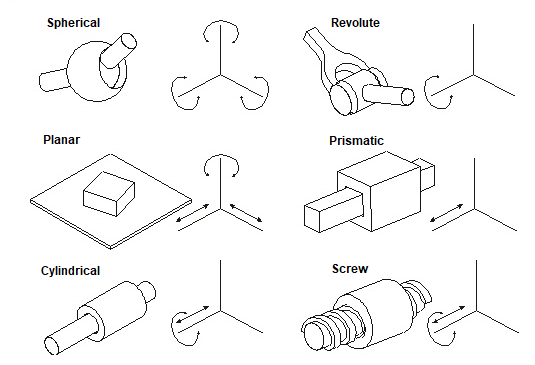 Spherical
Revolute
Planar
Prismatic
Cylindrical
Screw